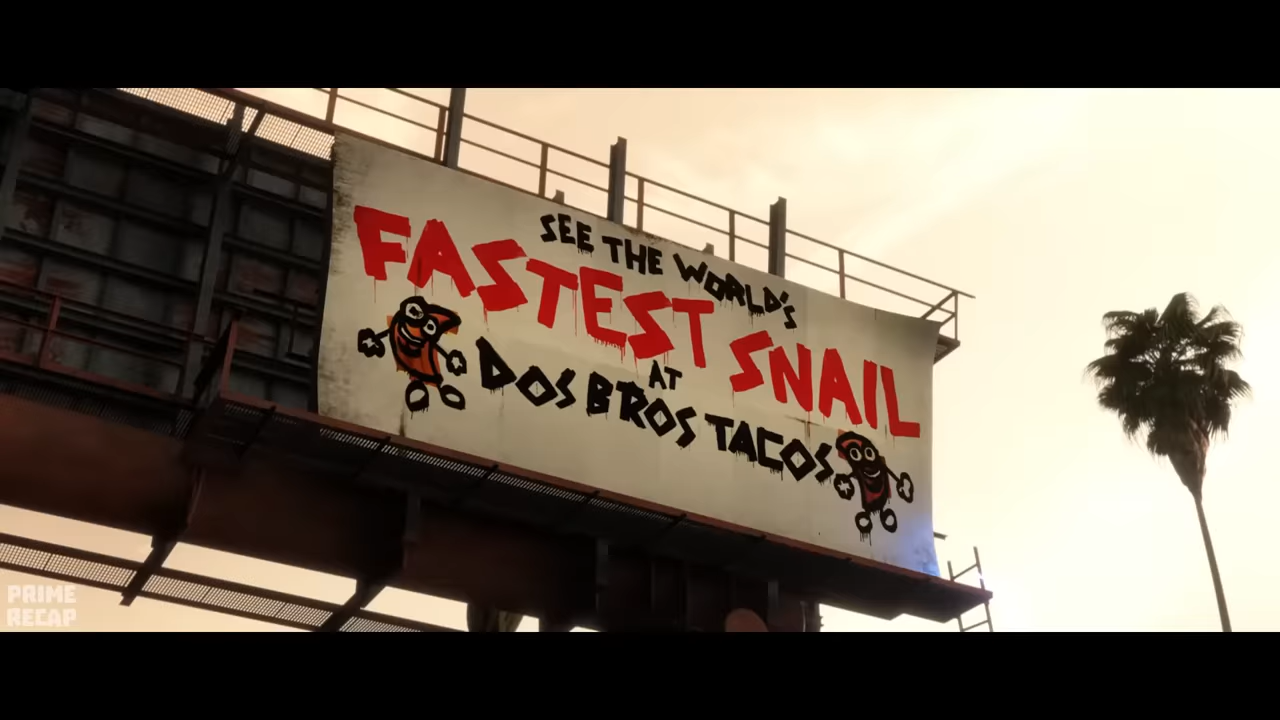 SEE THE WORLD'S
FASTEST SNAIL
AT
DOS BROS TACOS
PRIME
RECAP